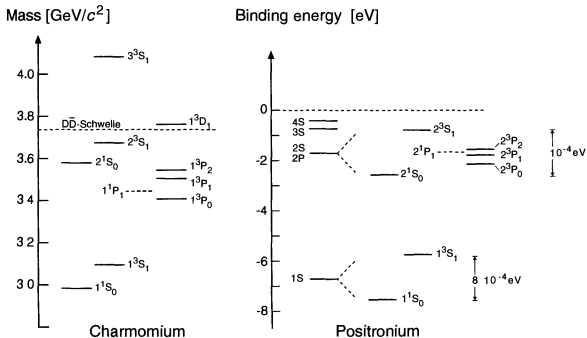 Mass [GeV/c²]
4.0
3.8
3.6
3.4
3 2
3 0
3³S₁
1³D₁
DD̄-Schwelle
2³S₁
2¹S₀
1³P₂
1³P₁
1¹P₁
1³P₀
1³S₁
1¹S₀
Charmomium
Binding energy [eV]
0
-2
-4
-6
-8
4S
3S
2S
2P
1S
2³S₁
2¹P₁
2³P₂
2³P₁
2³P₀
2¹S₀
10⁻⁴eV
1³S₁
8 10⁻⁴eV
1¹S₀
Positronium